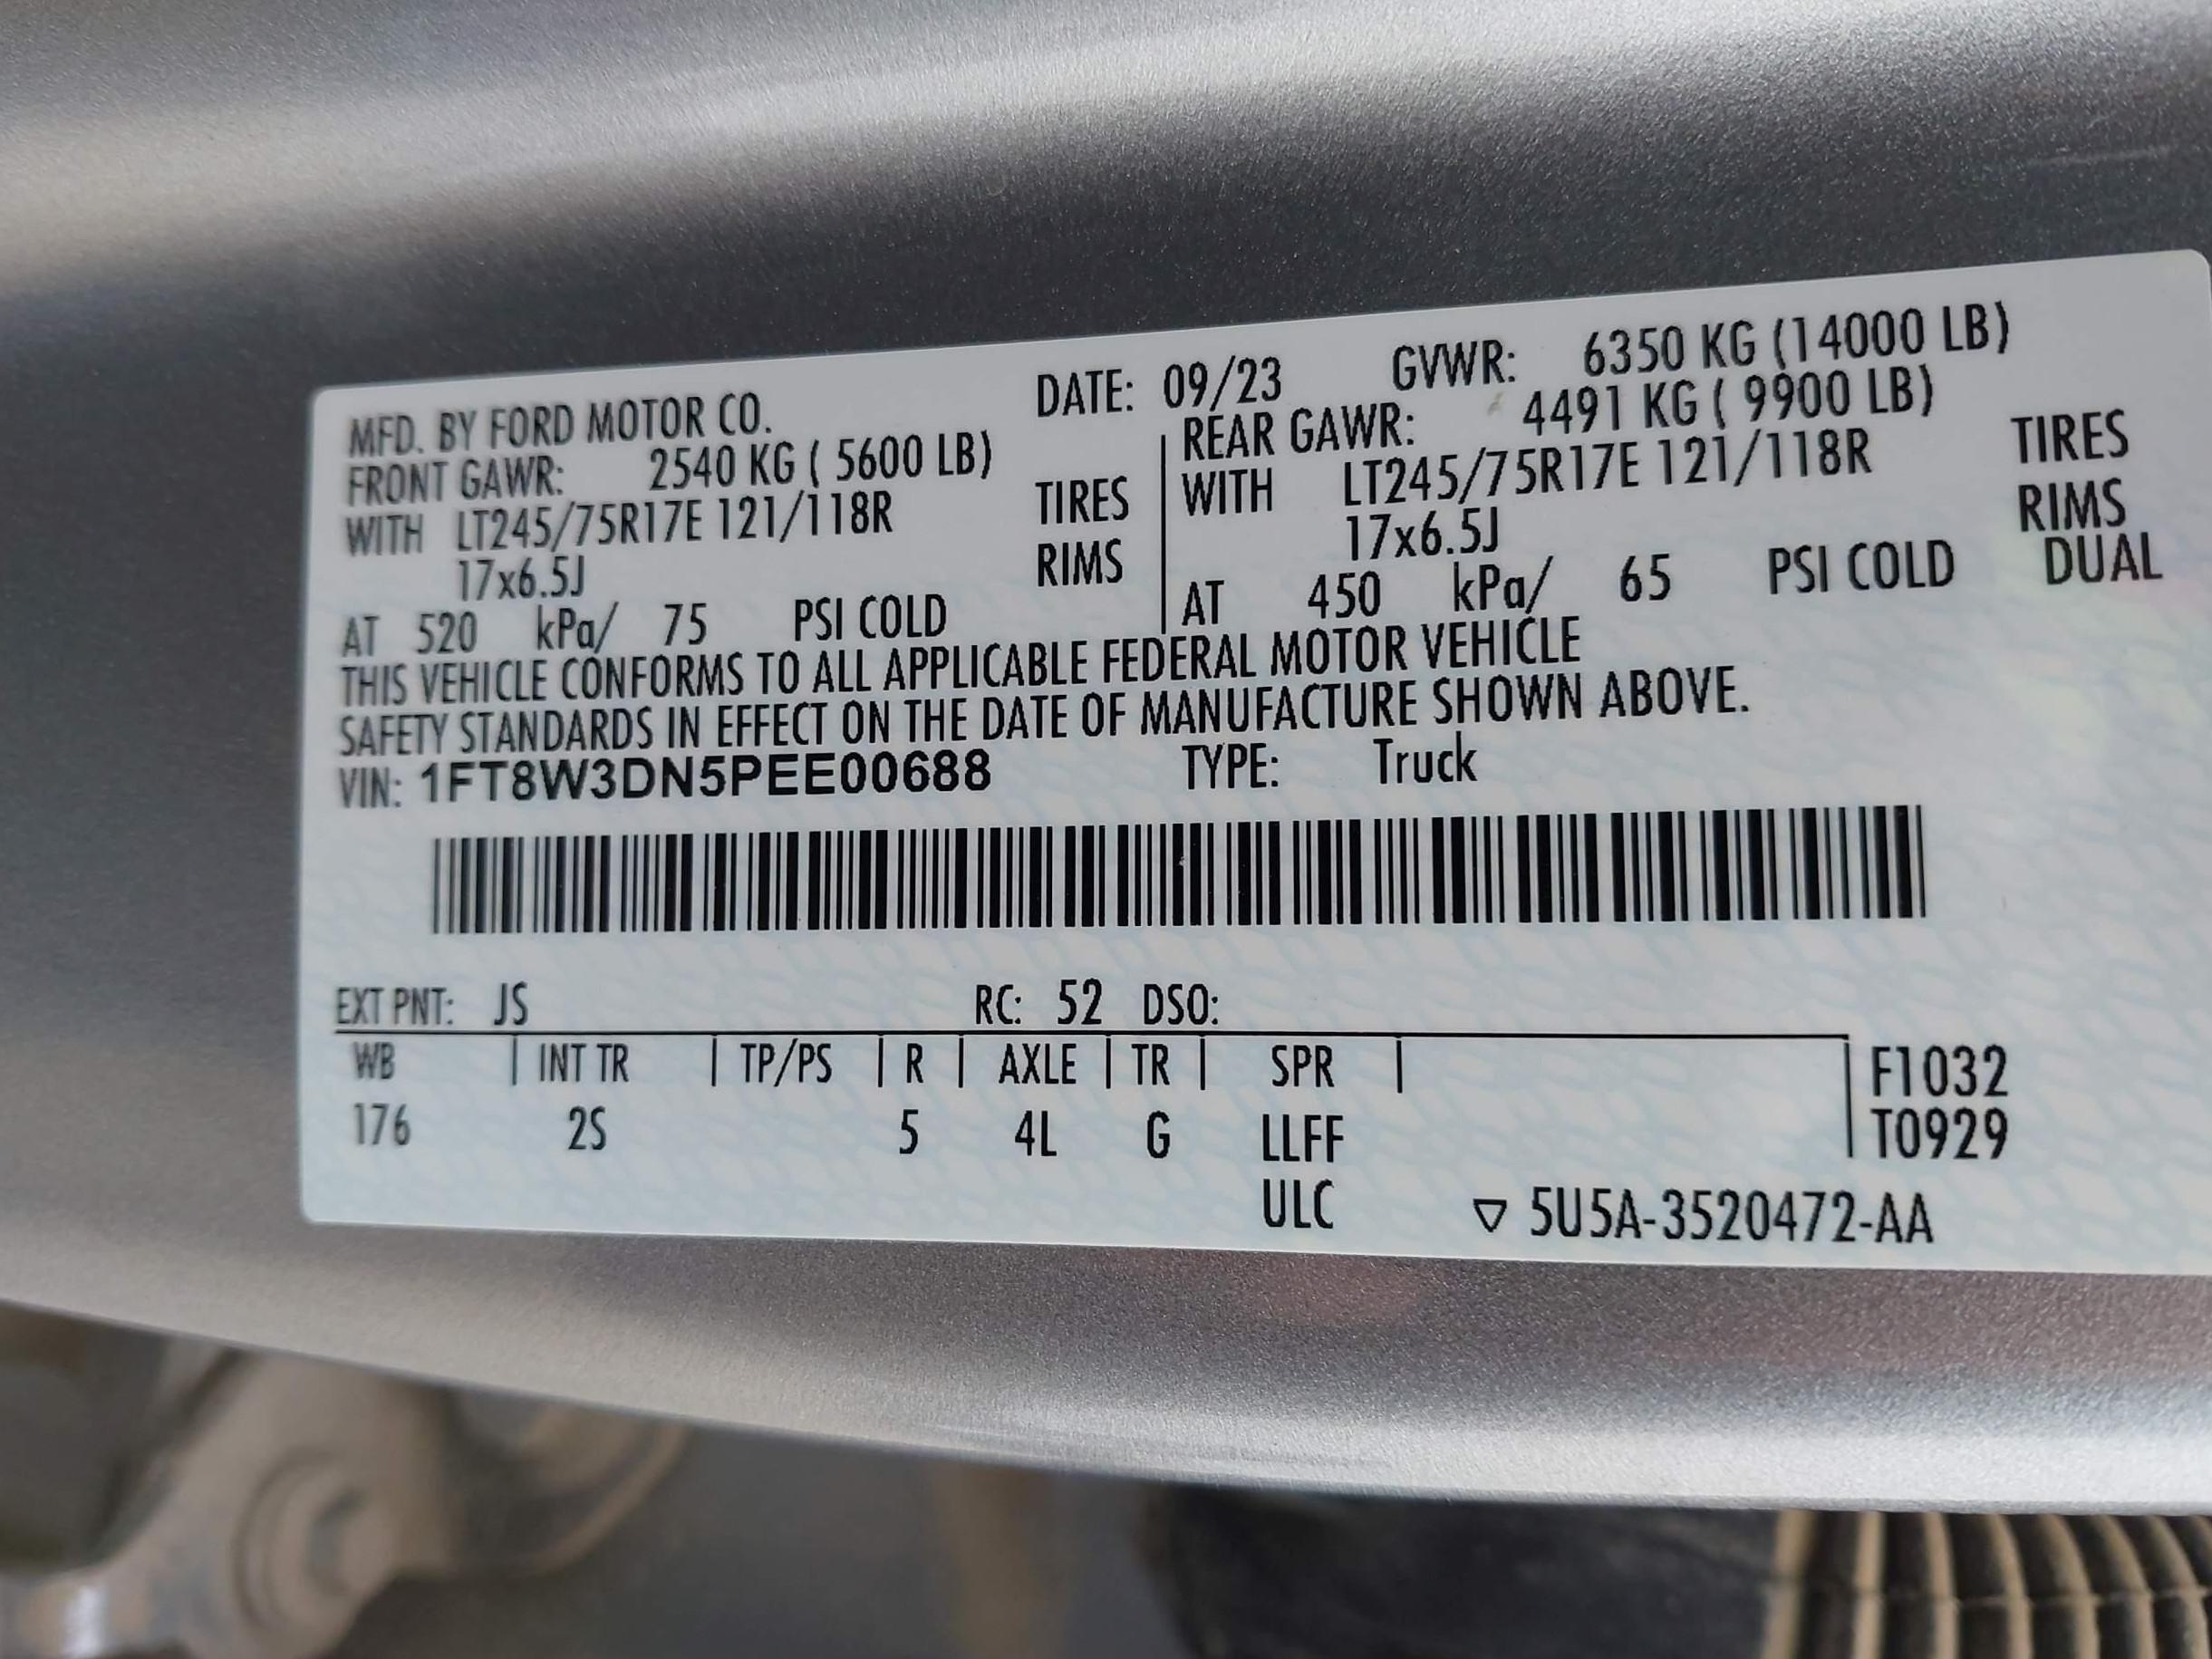 MFD. BY FORD MOTOR CO. DATE: 09/23 GVWR: 6350 KG (14000 LB)
FRONT GAWR: 2540 KG ( 5600 LB) REAR GAWR: 4491 KG ( 9900 LB)
WITH LT245/75R17E 121/118R TIRES WITH LT245/75R17E 121/118R TIRES
17x6.5J RIMS 17x6.5J RIMS
AT 520 kPa/ 75 PSI COLD AT 450 kPa/ 65 PSI COLD DUAL
THIS VEHICLE CONFORMS TO ALL APPLICABLE FEDERAL MOTOR VEHICLE
SAFETY STANDARDS IN EFFECT ON THE DATE OF MANUFACTURE SHOWN ABOVE.
VIN: 1FT8W3DN5PEE00688 TYPE: Truck
EXT PNT: JS RC: 52 DSO:
WB | INT TR | TP/PS | R | AXLE | TR | SPR | F1032
176 2S 5 4L G LLFF T0929
ULC ▽ 5U5A-3520472-AA